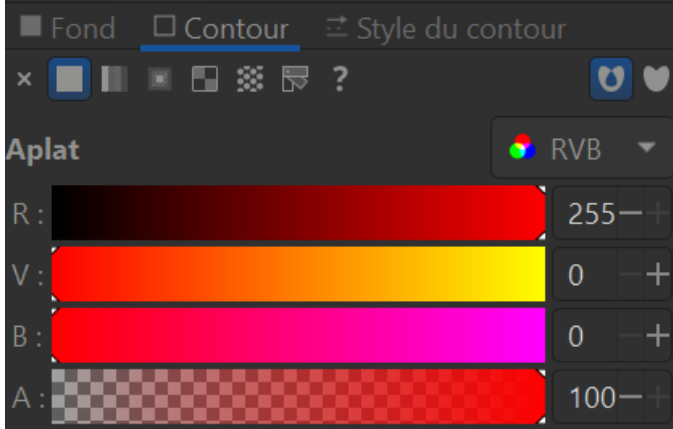 Fond Contour Style du contour
× ?
Aplat RVB
R : 255
V : 0
B : 0
A : 100